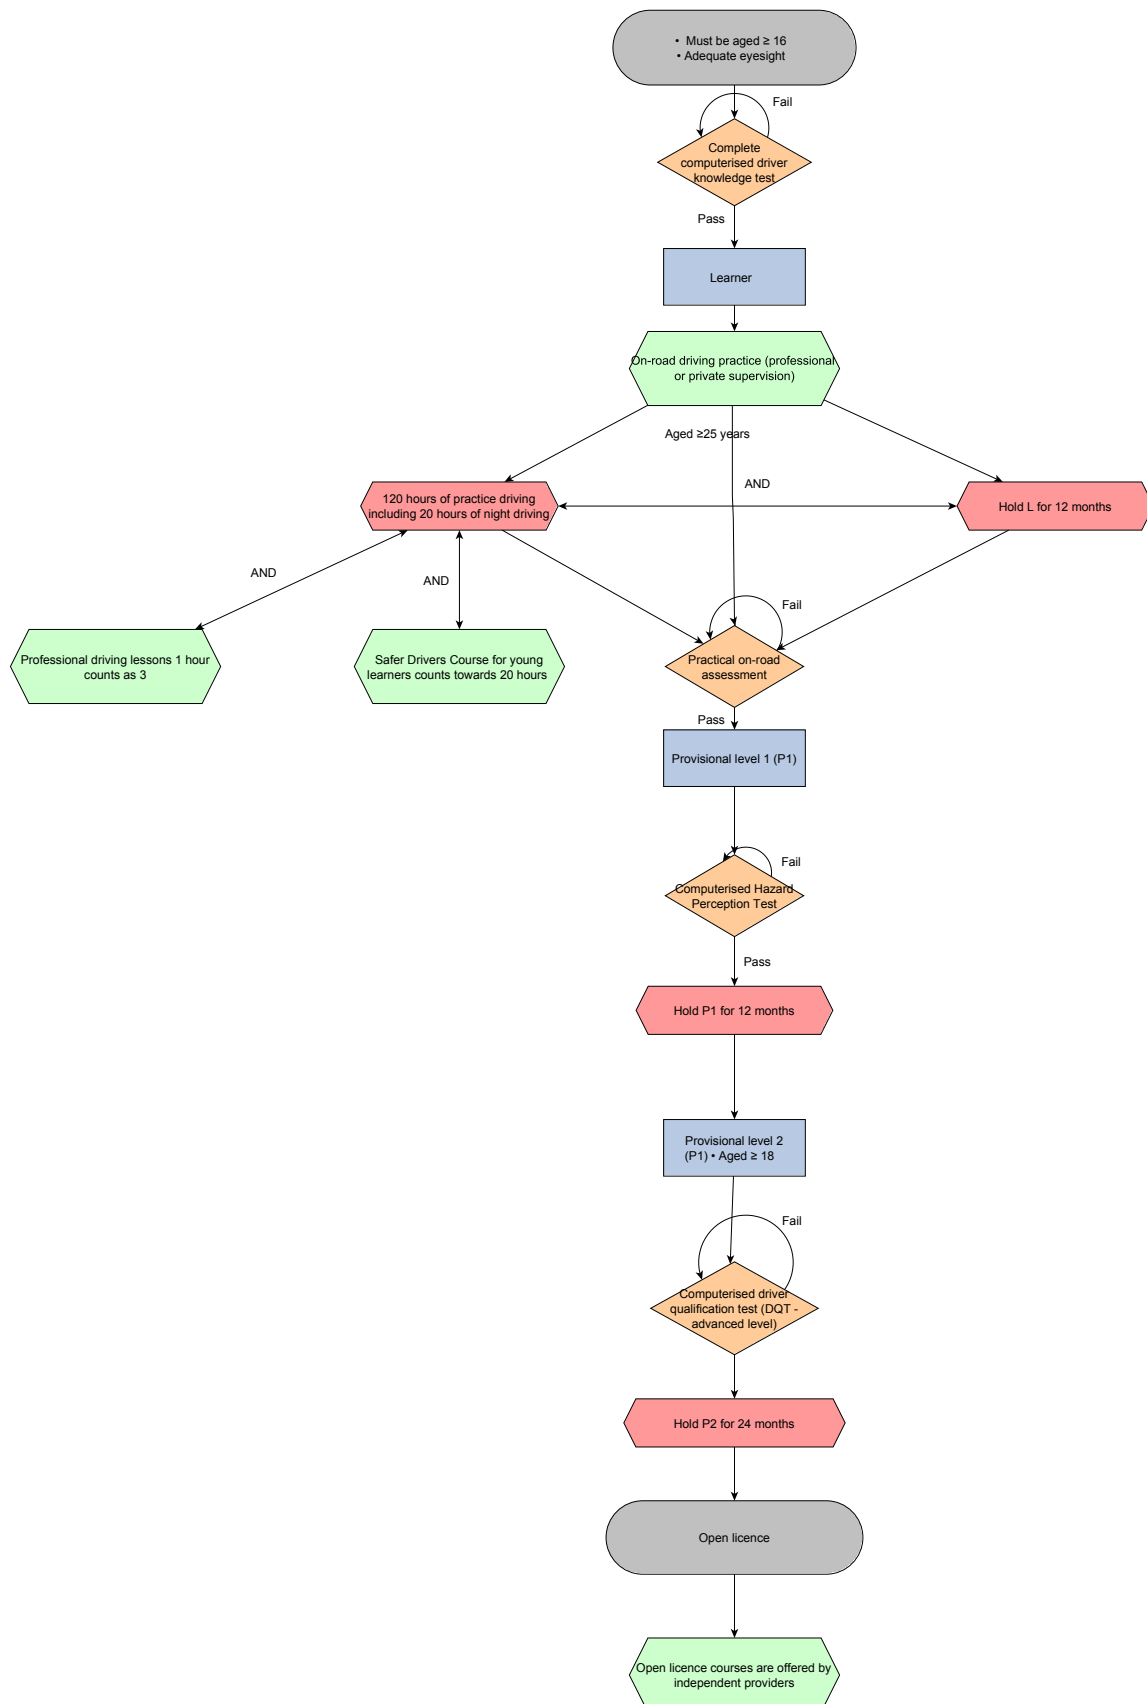 • Must be aged ≥ 16
• Adequate eyesight
Fail
Complete
computerised driver
knowledge test
Pass
Learner
On-road driving practice (professional
or private supervision)
Aged ≥25 years
AND
120 hours of practice driving
including 20 hours of night driving
Hold L for 12 months
AND
AND
Fail
Professional driving lessons 1 hour
counts as 3
Safer Drivers Course for young
learners counts towards 20 hours
Practical on-road
assessment
Pass
Provisional level 1 (P1)
Fail
Computerised Hazard
Perception Test
Pass
Hold P1 for 12 months
Provisional level 2
(P1) • Aged ≥ 18
Fail
Computerised driver
qualification test (DQT -
advanced level)
Hold P2 for 24 months
Open licence
Open licence courses are offered by
independent providers